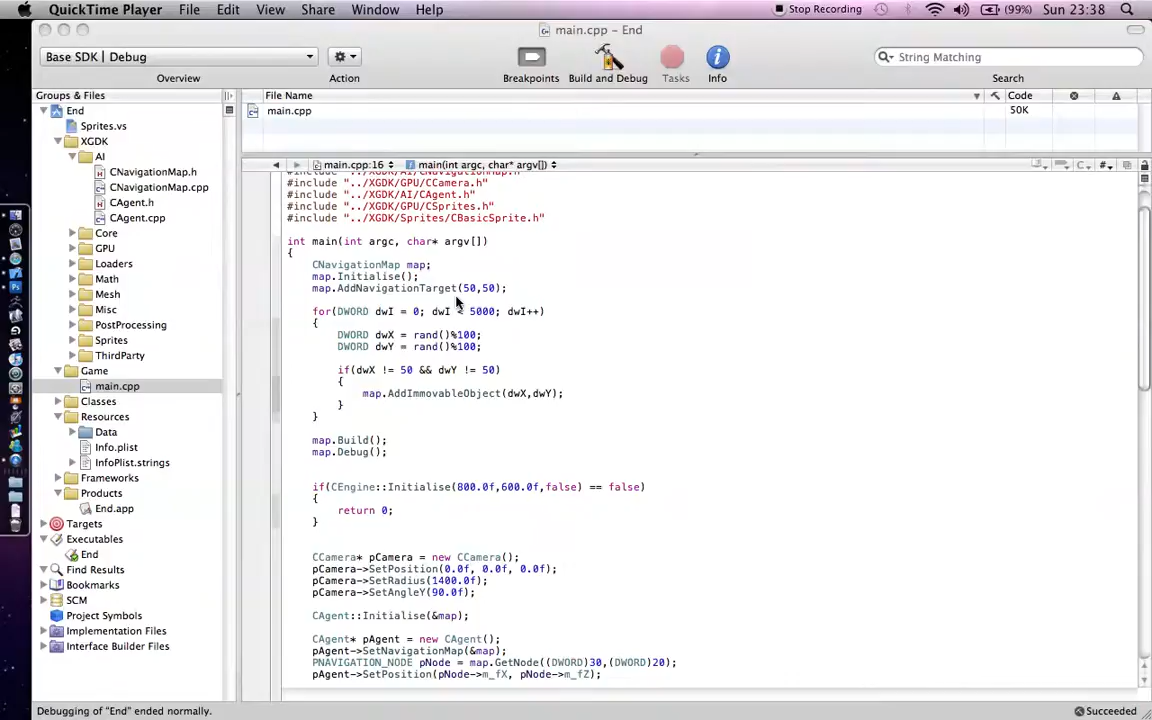 QuickTime Player File Edit View Share Window Help Stop Recording (99%) Sun 23:38
main.cpp – End
Base SDK | Debug
String Matching
Overview Action Breakpoints Build and Debug Tasks Info Search
Groups & Files
File Name Code
main.cpp 50K
End
Sprites.vs
XGDK
AI
CNavigationMap.h
CNavigationMap.cpp
CAgent.h
CAgent.cpp
Core
GPU
Loaders
Math
Mesh
Misc
PostProcessing
Sprites
ThirdParty
Game
main.cpp
Classes
Resources
Data
Info.plist
InfoPlist.strings
Frameworks
Products
End.app
Targets
Executables
End
Find Results
Bookmarks
SCM
Project Symbols
Implementation Files
Interface Builder Files
main.cpp:16 main(int argc, char* argv[]) C #
#include "../XGDK/AI/CNavigationMap.h"
#include "../XGDK/GPU/CCamera.h"
#include "../XGDK/AI/CAgent.h"
#include "../XGDK/GPU/CSprites.h"
#include "../XGDK/Sprites/CBasicSprite.h"
int main(int argc, char* argv[])
{
CNavigationMap map;
map.Initialise();
map.AddNavigationTarget(50,50);
for(DWORD dwI = 0; dwI < 5000; dwI++)
{
DWORD dwX = rand()%100;
DWORD dwY = rand()%100;
if(dwX != 50 && dwY != 50)
{
map.AddImmovableObject(dwX,dwY);
}
}
map.Build();
map.Debug();
if(CEngine::Initialise(800.0f,600.0f,false) == false)
{
return 0;
}
CCamera* pCamera = new CCamera();
pCamera->SetPosition(0.0f, 0.0f, 0.0f);
pCamera->SetRadius(1400.0f);
pCamera->SetAngleY(90.0f);
CAgent::Initialise(&map);
CAgent* pAgent = new CAgent();
pAgent->SetNavigationMap(&map);
PNAVIGATION_NODE pNode = map.GetNode((DWORD)30,(DWORD)20);
pAgent->SetPosition(pNode->m_fX, pNode->m_fZ);
Debugging of "End" ended normally. Succeeded